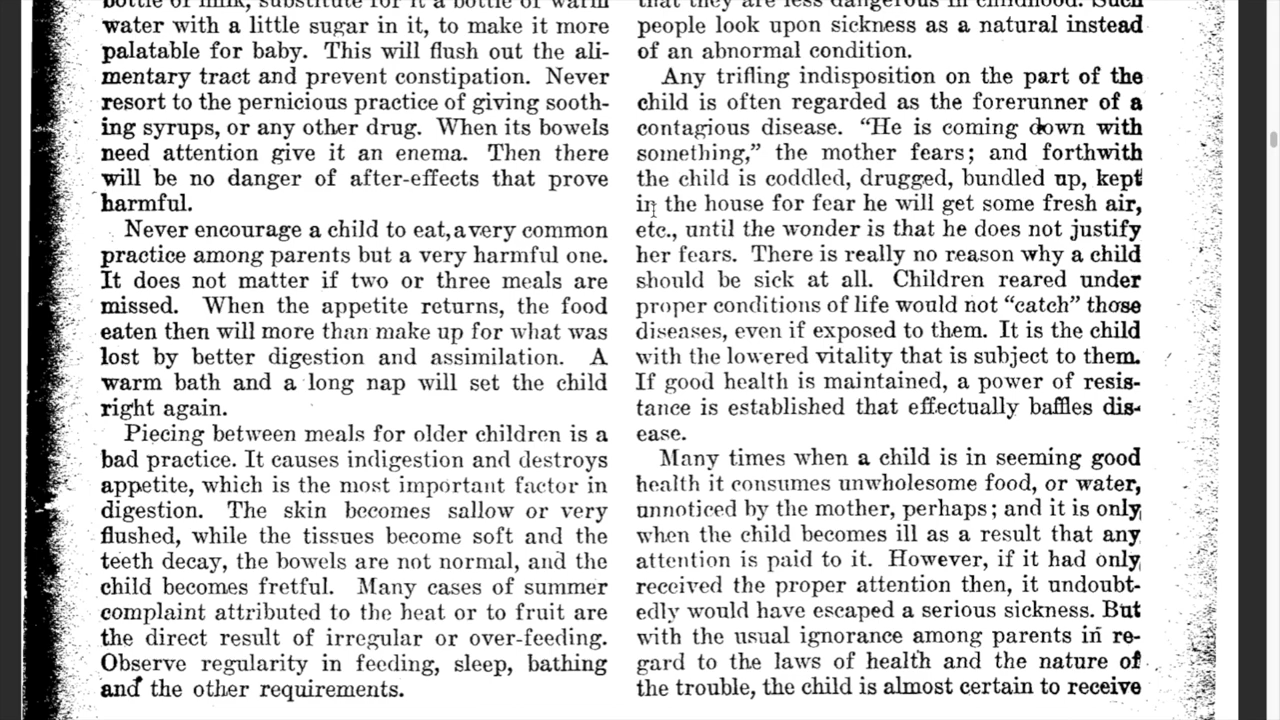 bottle of milk, substitute for it a bottle of warm
water with a little sugar in it, to make it more
palatable for baby. This will flush out the ali-
mentary tract and prevent constipation. Never
resort to the pernicious practice of giving sooth-
ing syrups, or any other drug. When its bowels
need attention give it an enema. Then there
will be no danger of after-effects that prove
harmful.
Never encourage a child to eat, a very common
practice among parents but a very harmful one.
It does not matter if two or three meals are
missed. When the appetite returns, the food
eaten then will more than make up for what was
lost by better digestion and assimilation. A
warm bath and a long nap will set the child
right again.
Piecing between meals for older children is a
bad practice. It causes indigestion and destroys
appetite, which is the most important factor in
digestion. The skin becomes sallow or very
flushed, while the tissues become soft and the
teeth decay, the bowels are not normal, and the
child becomes fretful. Many cases of summer
complaint attributed to the heat or to fruit are
the direct result of irregular or over-feeding.
Observe regularity in feeding, sleep, bathing
and the other requirements.
that they are less dangerous in childhood. Such
people look upon sickness as a natural instead
of an abnormal condition.
Any trifling indisposition on the part of the
child is often regarded as the forerunner of a
contagious disease. “He is coming down with
something,” the mother fears; and forthwith
the child is coddled, drugged, bundled up, kept
in the house for fear he will get some fresh air,
etc., until the wonder is that he does not justify
her fears. There is really no reason why a child
should be sick at all. Children reared under
proper conditions of life would not “catch” those
diseases, even if exposed to them. It is the child
with the lowered vitality that is subject to them.
If good health is maintained, a power of resis-
tance is established that effectually baffles dis-
ease.
Many times when a child is in seeming good
health it consumes unwholesome food, or water,
unnoticed by the mother, perhaps; and it is only
when the child becomes ill as a result that any
attention is paid to it. However, if it had only
received the proper attention then, it undoubt-
edly would have escaped a serious sickness. But
with the usual ignorance among parents in re-
gard to the laws of health and the nature of
the trouble, the child is almost certain to receive